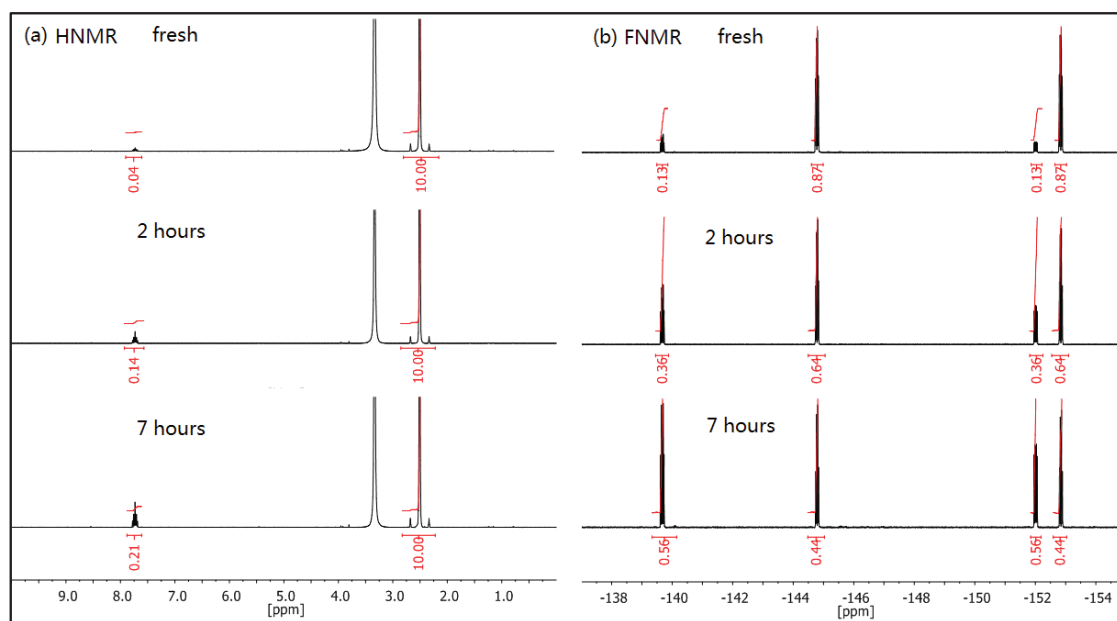 (a) HNMR fresh
0.04
10.00
2 hours
0.14
10.00
7 hours
0.21
10.00
9.0 8.0 7.0 6.0 5.0 4.0 3.0 2.0 1.0
[ppm]
(b) FNMR fresh
0.13
0.87
0.13
0.87
2 hours
0.36
0.64
0.36
0.64
7 hours
0.56
0.44
0.56
0.44
-138 -140 -142 -144 -146 -148 -150 -152 -154
[ppm]